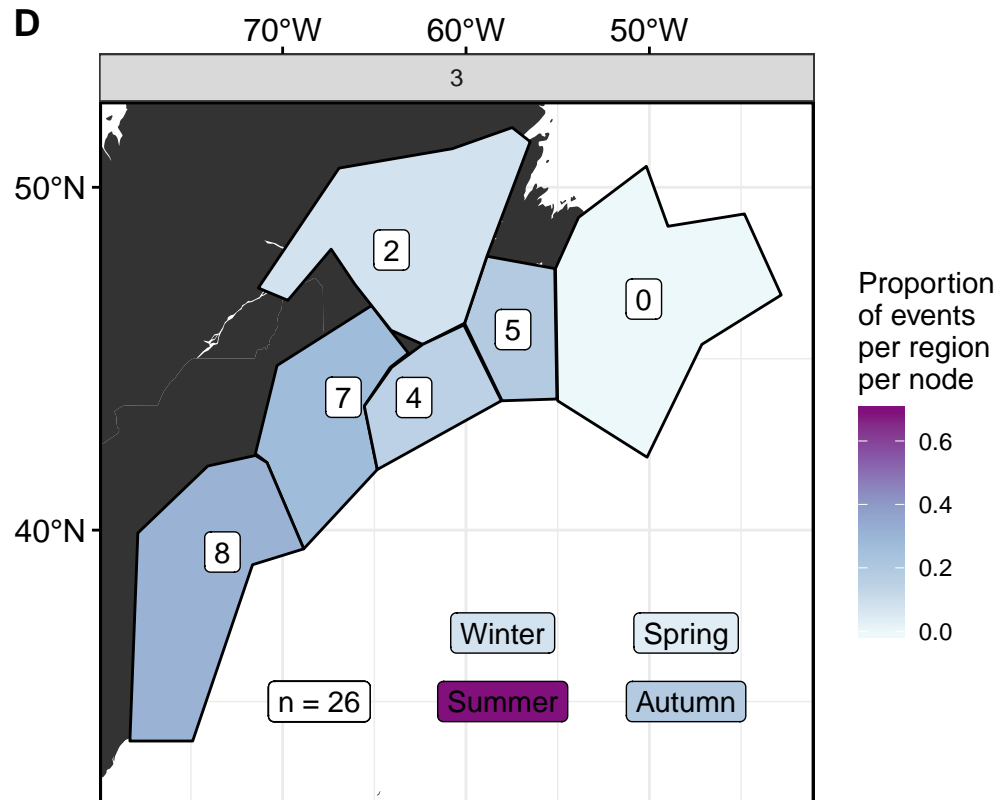 D
70°W 60°W 50°W
3
50°N
40°N
2
0
5
7
4
8
Winter
Spring
n = 26
Summer
Autumn
Proportion
of events
per region
per node
0.6
0.4
0.2
0.0